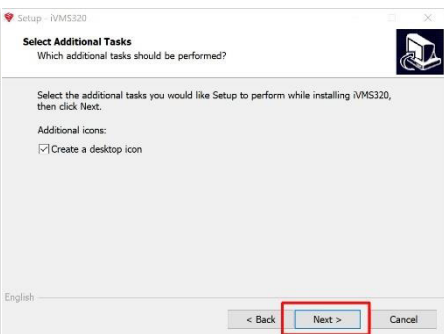 Setup - iVMS320
Select Additional Tasks
Which additional tasks should be performed?
Select the additional tasks you would like Setup to perform while installing iVMS320,
then click Next.
Additional icons:
Create a desktop icon
English
< Back
Next >
Cancel